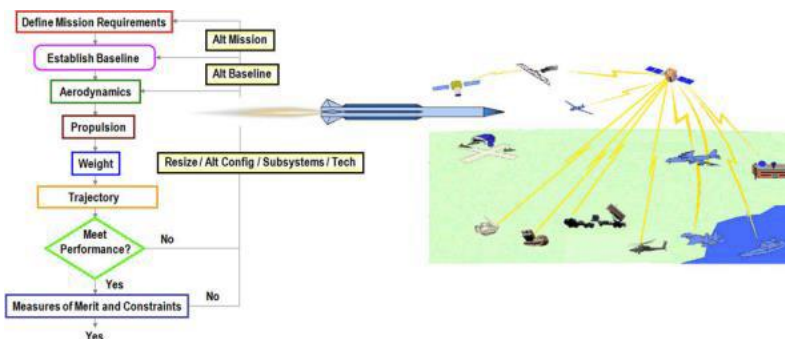 Define Mission Requirements
Alt Mission
Establish Baseline
Alt Baseline
Aerodynamics
Propulsion
Weight
Resize / Alt Config / Subsystems / Tech
Trajectory
Meet
Performance?
No
Yes
Measures of Merit and Constraints
No
Yes